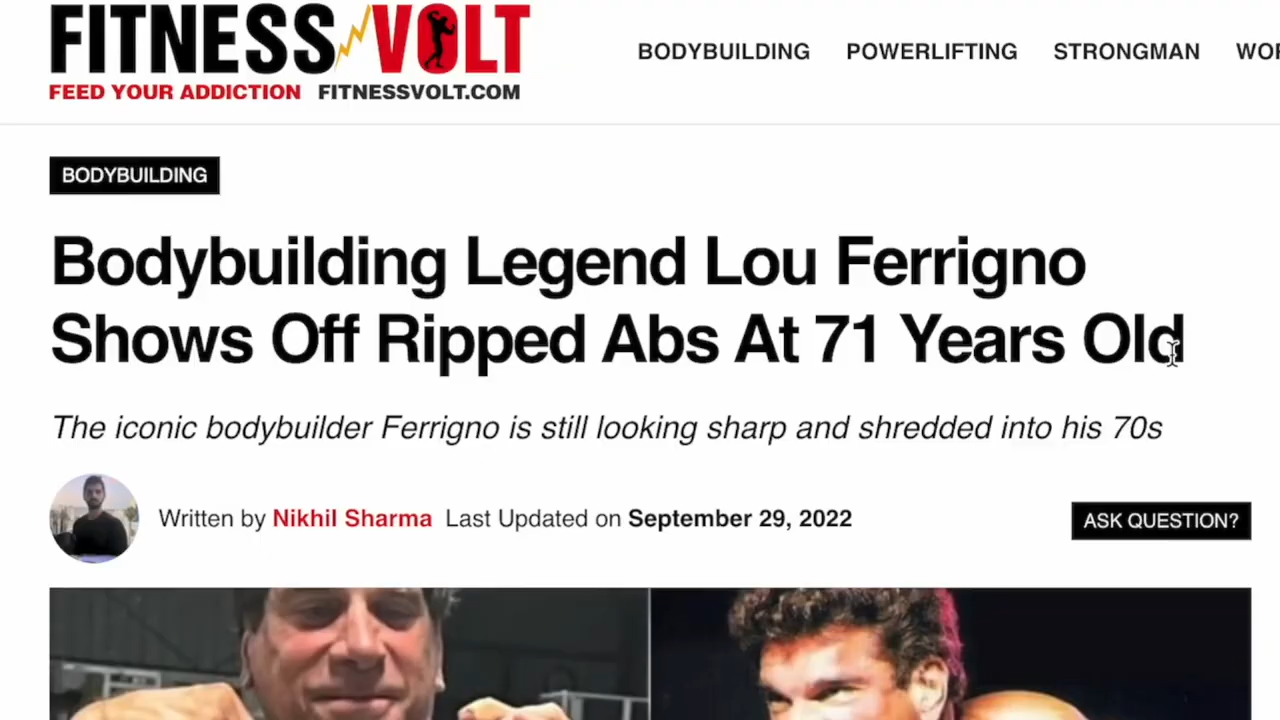 FITNESS VOLT
FEED YOUR ADDICTION FITNESSVOLT.COM
BODYBUILDING POWERLIFTING STRONGMAN
BODYBUILDING
Bodybuilding Legend Lou Ferrigno
Shows Off Ripped Abs At 71 Years Old
The iconic bodybuilder Ferrigno is still looking sharp and shredded into his 70s
Written by Nikhil Sharma Last Updated on September 29, 2022
ASK QUESTION?